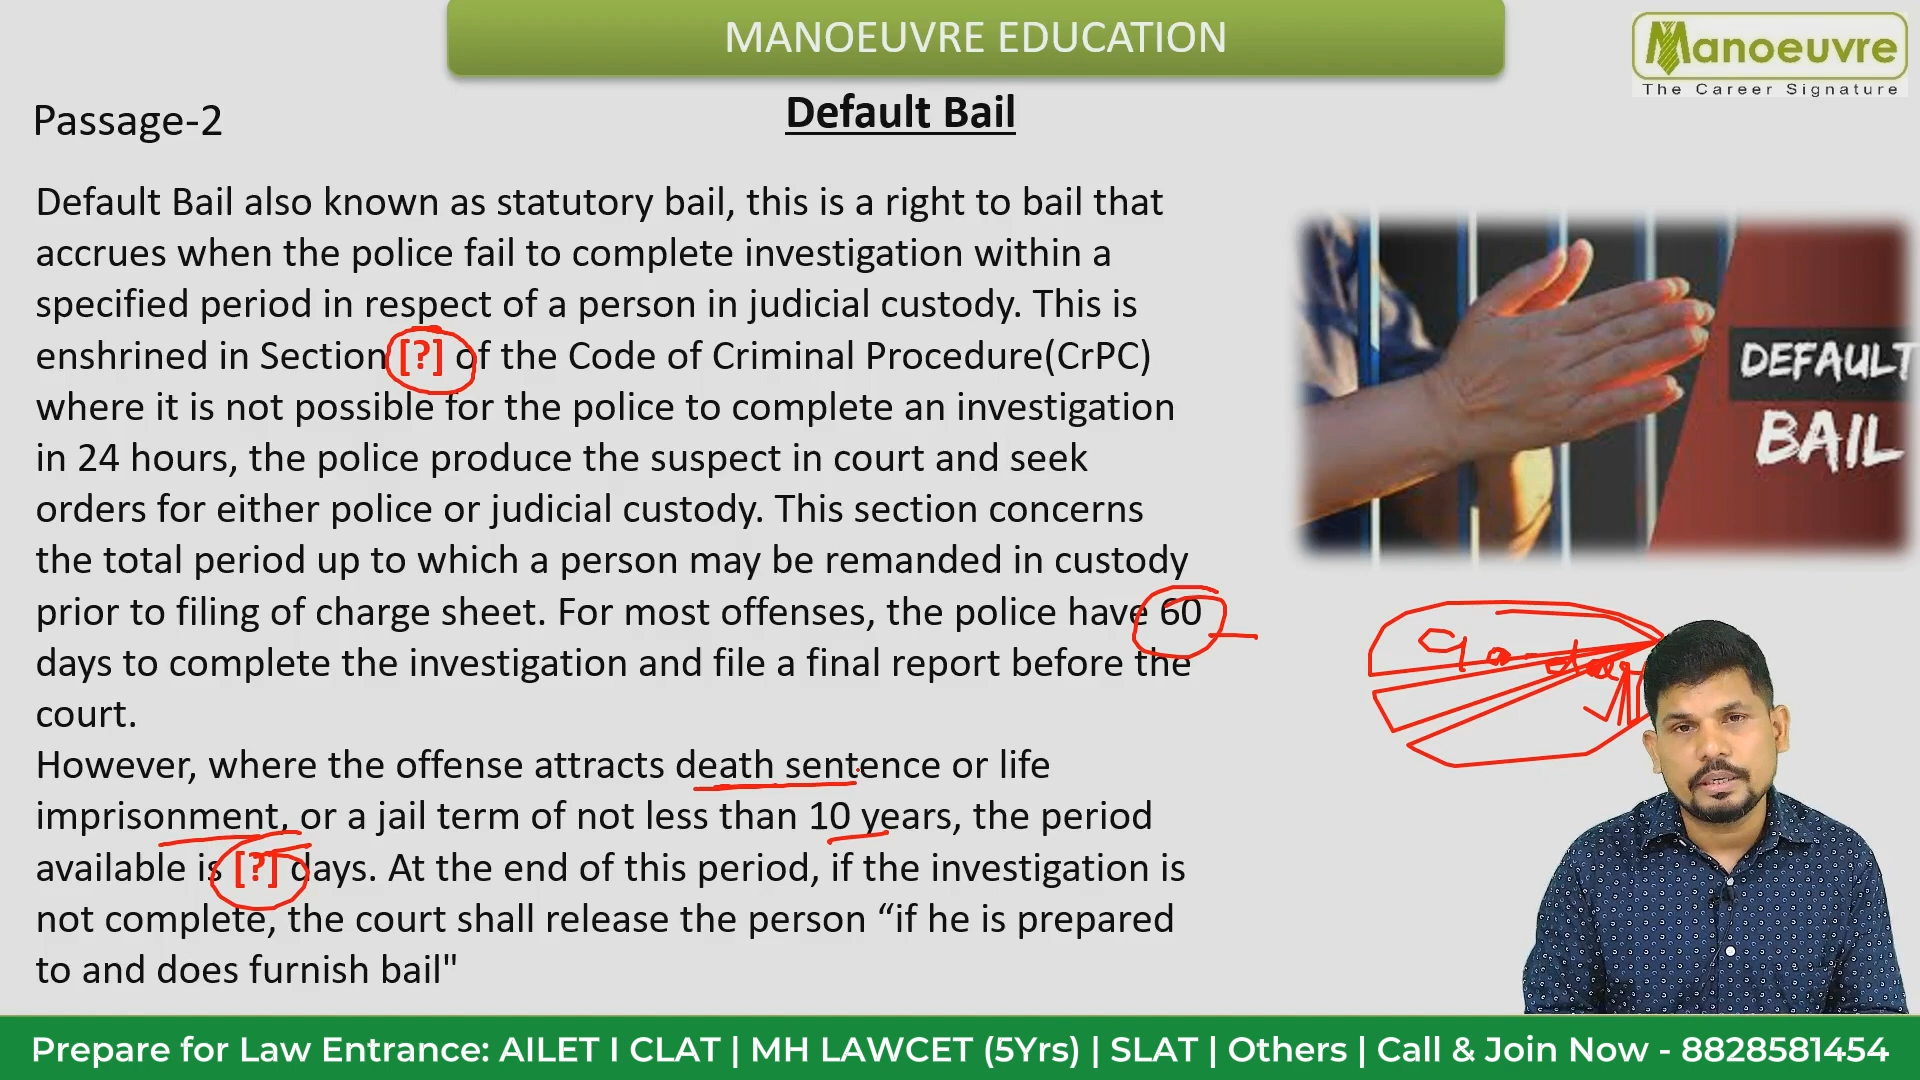 MANOEUVRE EDUCATION
Manoeuvre
The Career Signature
Passage-2
Default Bail
Default Bail also known as statutory bail, this is a right to bail that
accrues when the police fail to complete investigation within a
specified period in respect of a person in judicial custody. This is
enshrined in Section [?] of the Code of Criminal Procedure(CrPC)
where it is not possible for the police to complete an investigation
in 24 hours, the police produce the suspect in court and seek
orders for either police or judicial custody. This section concerns
the total period up to which a person may be remanded in custody
prior to filing of charge sheet. For most offenses, the police have 60
days to complete the investigation and file a final report before the
court.
However, where the offense attracts death sentence or life
imprisonment, or a jail term of not less than 10 years, the period
available is [?] days. At the end of this period, if the investigation is
not complete, the court shall release the person “if he is prepared
to and does furnish bail"
DEFAULT
BAIL
90-days
Prepare for Law Entrance: AILET I CLAT | MH LAWCET (5Yrs) | SLAT | Others | Call & Join Now - 8828581454